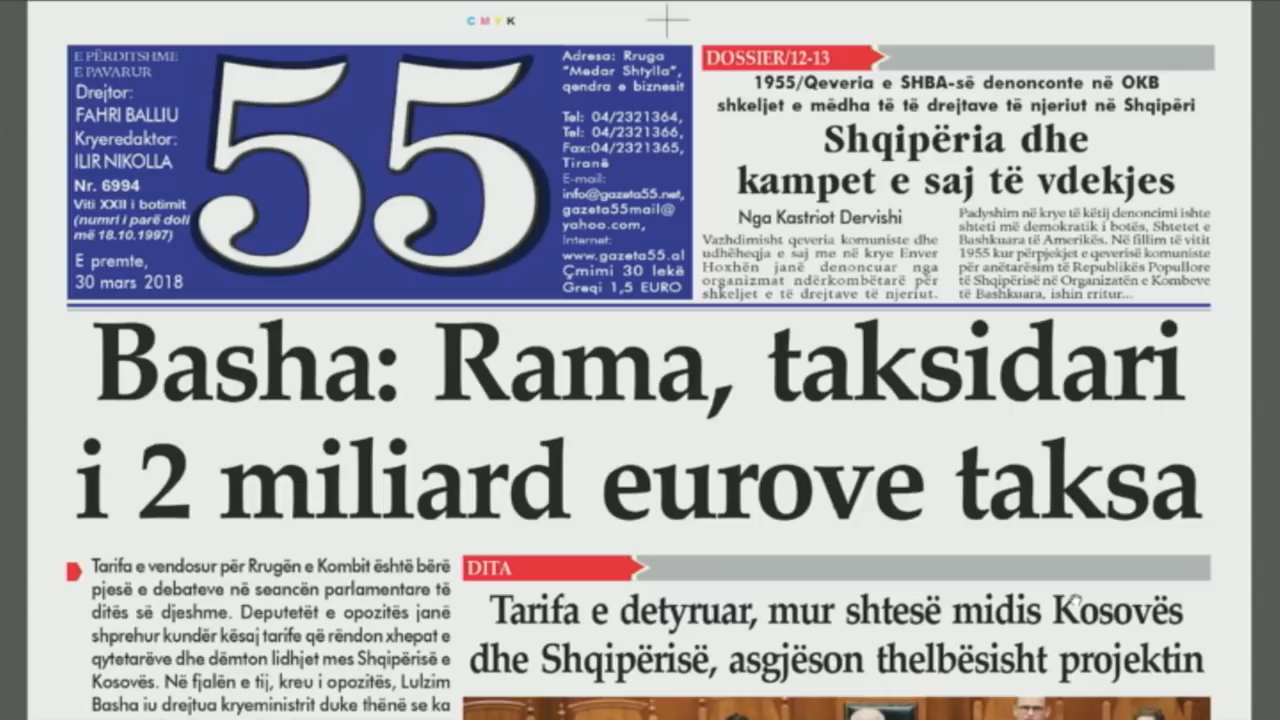 CMYK
E PËRDITSHME
E PAVARUR
Drejtor:
FAHRI BALLIU
Kryeredaktor:
ILIR NIKOLLA
Nr. 6994
Viti XXII i botimit
(numri i parë doli
më 18.10.1997)
E premte,
30 mars 2018
55
Adresa: Rruga
"Medar Shtylla",
qendra e biznesit
Tel: 04/2321364,
Tel: 04/2321366,
Fax:04/2321365,
Tiranë
E-mail:
info@gazeta55.net,
gazeta55mail@
yahoo.com,
Internet:
www.gazeta55.al
Çmimi 30 lekë
Greqi 1,5 EURO
DOSSIER/12-13
1955/Qeveria e SHBA-së denonconte në OKB
shkeljet e mëdha të të drejtave të njeriut në Shqipëri
Shqipëria dhe
kampet e saj të vdekjes
Nga Kastriot Dervishi
Vazhdimisht qeveria komuniste dhe
udhëheqja e saj me në krye Enver
Hoxhën janë denoncuar nga
organizmat ndërkombëtarë për
shkeljet e të drejtave të njeriut.
Padyshim në krye të këtij denoncimi ishte
shteti më demokratik i botës, Shtetet e
Bashkuara të Amerikës. Në fillim të vitit
1955 kur përpjekjet e qeverisë komuniste
për anëtarësim të Republikës Popullore
të Shqipërisë në Organizatën e Kombeve
të Bashkuara, ishin rritur...
Basha: Rama, taksidari
i 2 miliard eurove taksa
Tarifa e vendosur për Rrugën e Kombit është bërë
pjesë e debateve në seancën parlamentare të
ditës së djeshme. Deputetët e opozitës janë
shprehur kundër kësaj tarife që rëndon xhepat e
qytetarëve dhe dëmton lidhjet mes Shqipërisë e
Kosovës. Në fjalën e tij, kreu i opozitës, Lulzim
Basha iu drejtua kryeministrit duke thënë se ka
DITA
Tarifa e detyruar, mur shtesë midis Kosovës
dhe Shqipërisë, asgjëson thelbësisht projektin